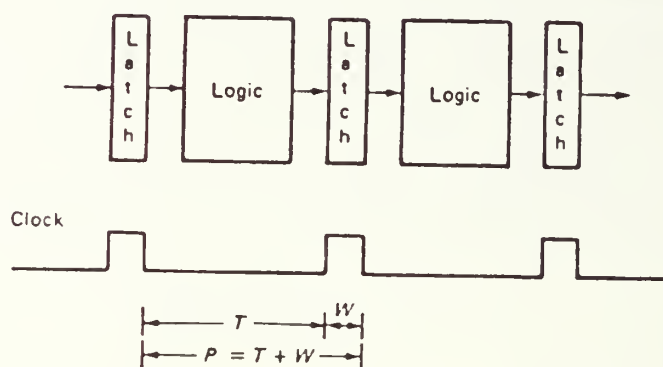 Latch
Logic
Latch
Logic
Latch
Clock
T
W
P = T + W